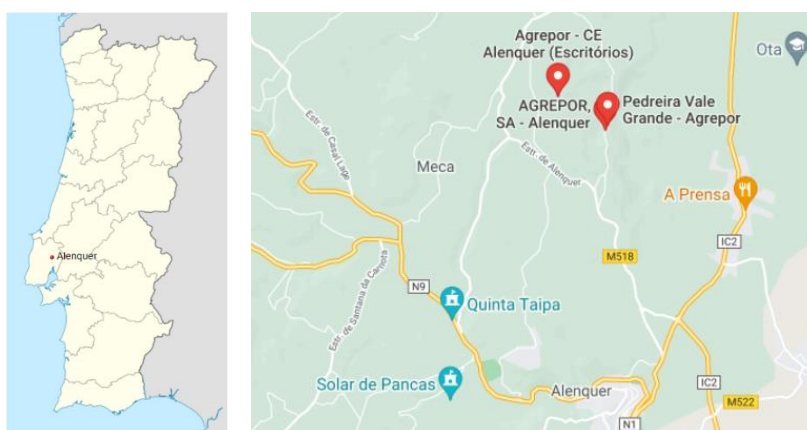 Alenquer
Agrepor - CE
Alenquer (Escritórios)
AGREPOR,
SA - Alenquer
Pedreira Vale
Grande - Agrepor
Ota
Estr. de Casal Lage
Meca
Estr. de Alenquer
A Prensa
IC2
M518
N9
Estr. de Santana da Carnota
Quinta Taipa
Solar de Pancas
Alenquer
IC2
M522
N1